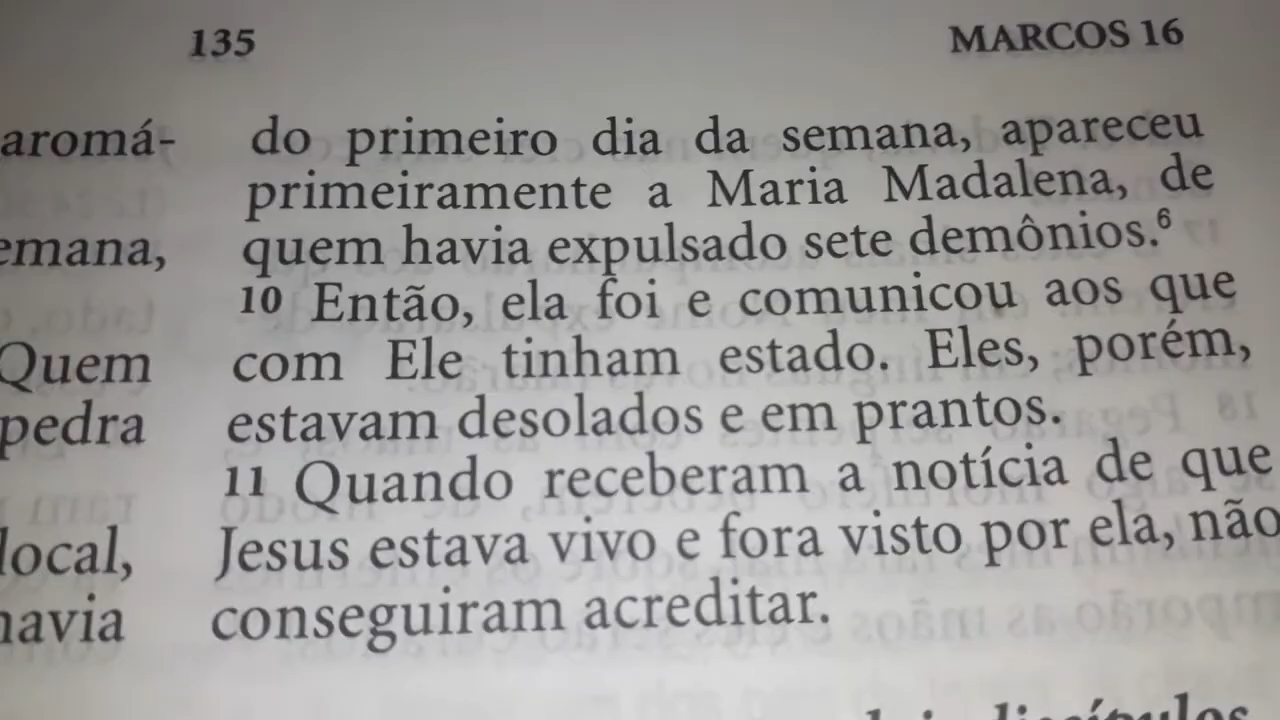 135 MARCOS 16
aromá-
emana,
Quem
pedra
local,
havia
do primeiro dia da semana, apareceu
primeiramente a Maria Madalena, de
quem havia expulsado sete demônios.⁶
10 Então, ela foi e comunicou aos que
com Ele tinham estado. Eles, porém,
estavam desolados e em prantos.
11 Quando receberam a notícia de que
Jesus estava vivo e fora visto por ela, não
conseguiram acreditar.
discípulos